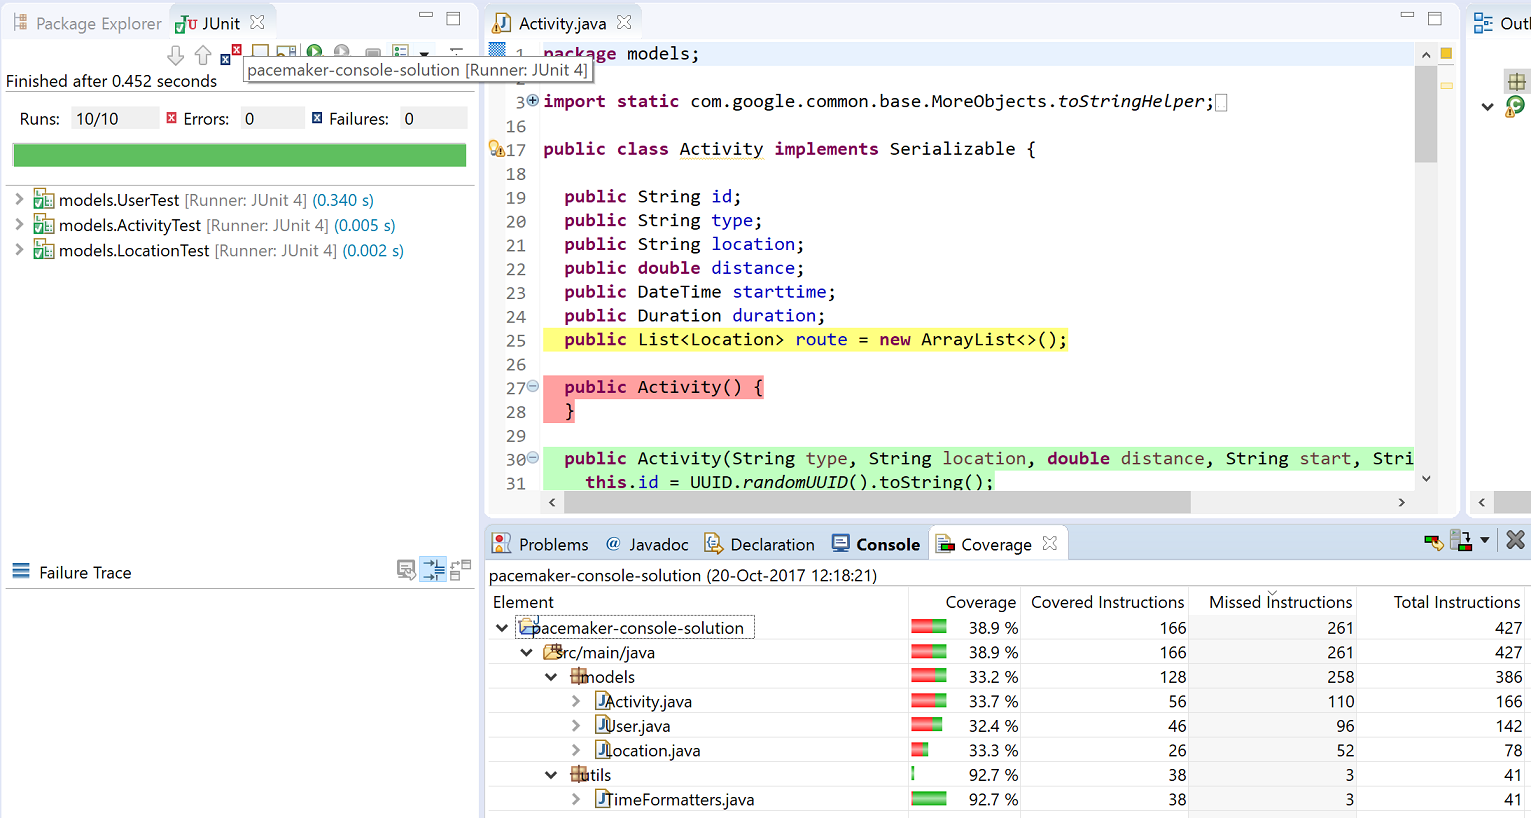 Package Explorer
JUnit
Finished after 0.452 seconds
pacemaker-console-solution [Runner: JUnit 4]
Runs: 10/10 Errors: 0 Failures: 0
models.UserTest [Runner: JUnit 4] (0.340 s)
models.ActivityTest [Runner: JUnit 4] (0.005 s)
models.LocationTest [Runner: JUnit 4] (0.002 s)
Failure Trace
Activity.java
1 package models;
3 import static com.google.common.base.MoreObjects.toStringHelper;
16
17 public class Activity implements Serializable {
18
19 public String id;
20 public String type;
21 public String location;
22 public double distance;
23 public DateTime starttime;
24 public Duration duration;
25 public List<Location> route = new ArrayList<>();
26
27 public Activity() {
28 }
29
30 public Activity(String type, String location, double distance, String start, Stri
31 this.id = UUID.randomUUID().toString();
Outl
Problems @ Javadoc Declaration Console Coverage
pacemaker-console-solution (20-Oct-2017 12:18:21)
Element Coverage Covered Instructions Missed Instructions Total Instructions
pacemaker-console-solution 38.9 % 166 261 427
src/main/java 38.9 % 166 261 427
models 33.2 % 128 258 386
Activity.java 33.7 % 56 110 166
User.java 32.4 % 46 96 142
Location.java 33.3 % 26 52 78
utils 92.7 % 38 3 41
TimeFormatters.java 92.7 % 38 3 41